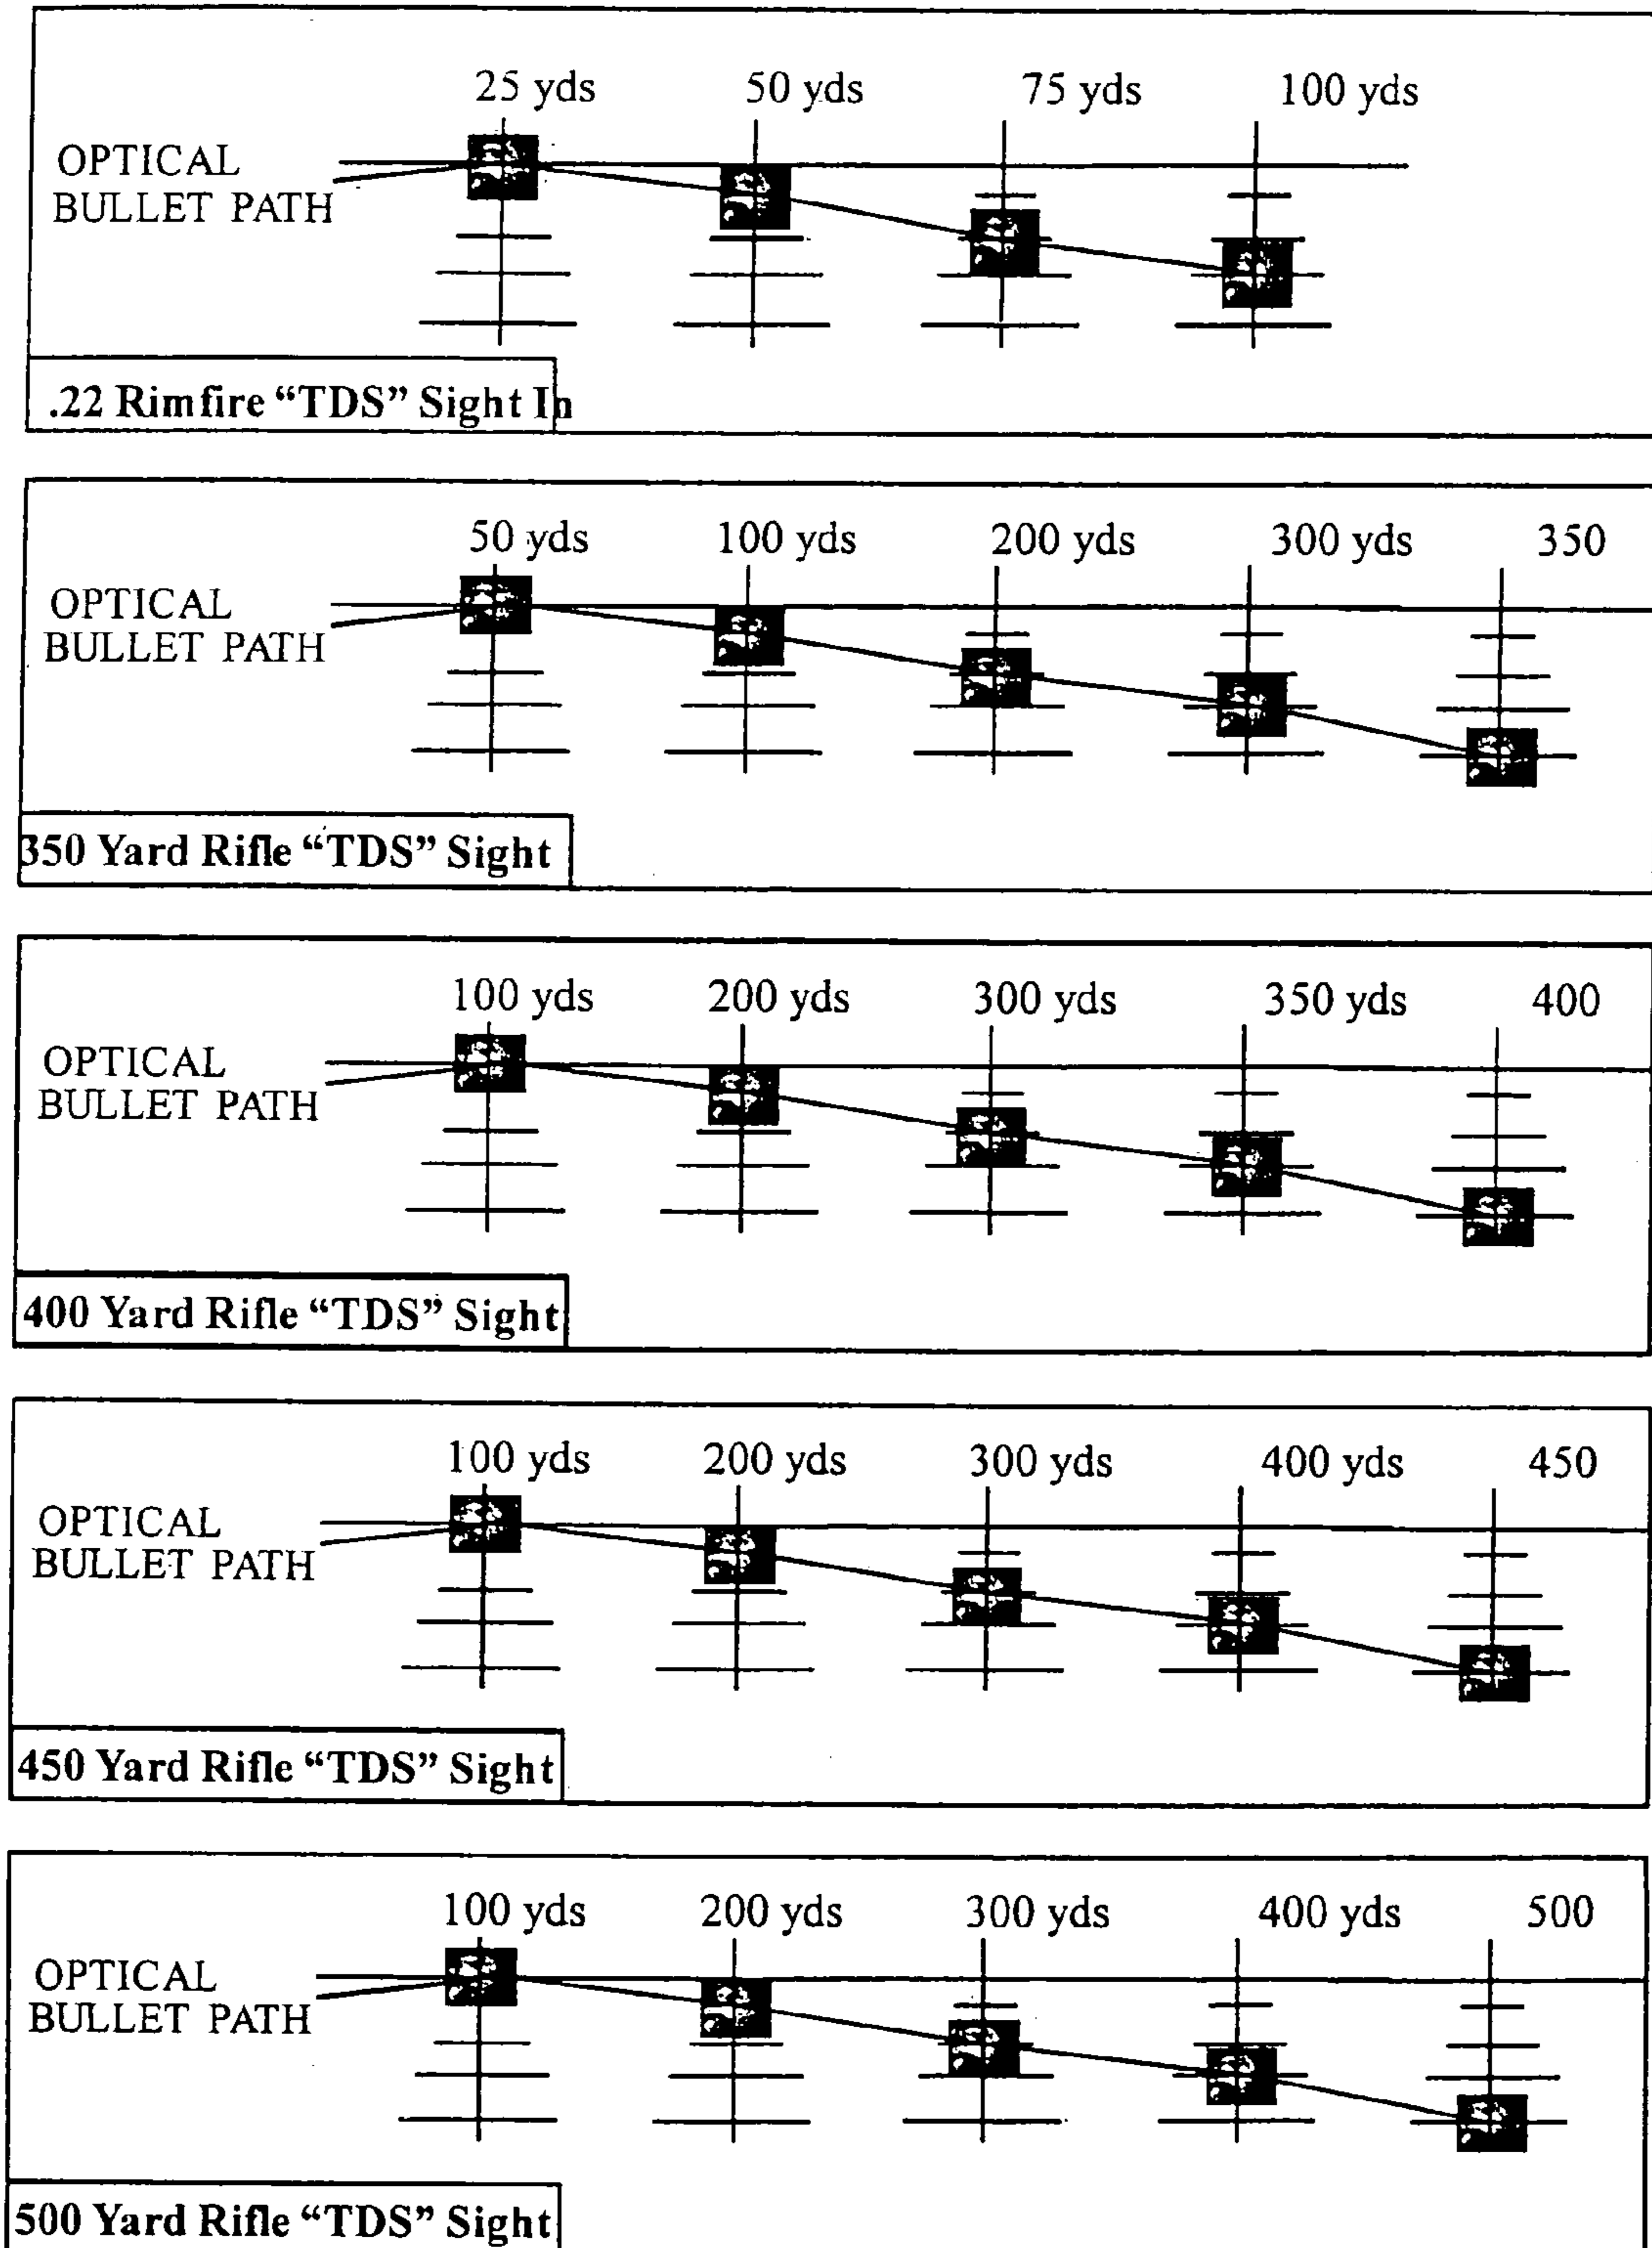 25 yds 50 yds 75 yds 100 yds
OPTICAL
BULLET PATH
.22 Rimfire “TDS” Sight In
50 yds 100 yds 200 yds 300 yds 350
OPTICAL
BULLET PATH
350 Yard Rifle “TDS” Sight
100 yds 200 yds 300 yds 350 yds 400
OPTICAL
BULLET PATH
400 Yard Rifle “TDS” Sight
100 yds 200 yds 300 yds 400 yds 450
OPTICAL
BULLET PATH
450 Yard Rifle “TDS” Sight
100 yds 200 yds 300 yds 400 yds 500
OPTICAL
BULLET PATH
500 Yard Rifle “TDS” Sight